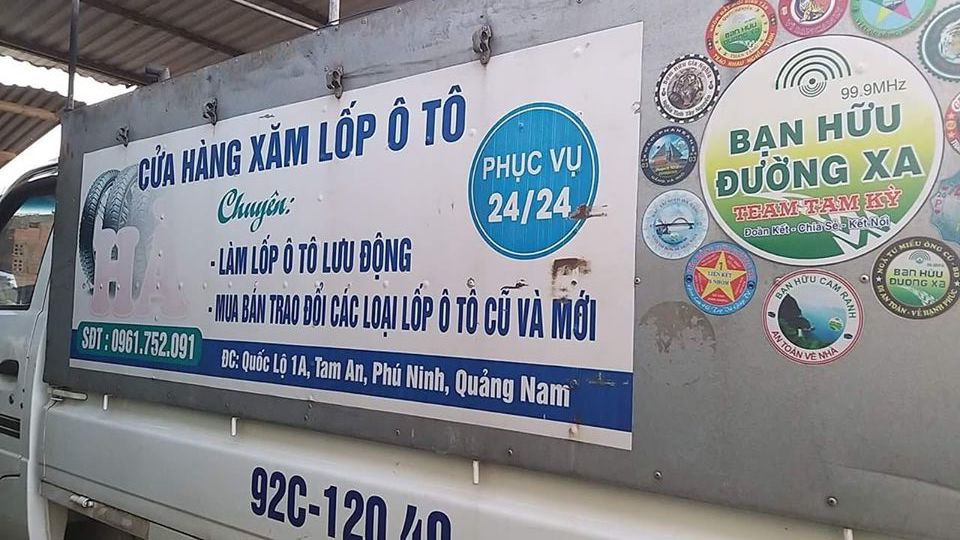 CỬA HÀNG XĂM LỐP Ô TÔ
Chuyên:
PHỤC VỤ
24/24
- LÀM LỐP Ô TÔ LƯU ĐỘNG
- MUA BÁN TRAO ĐỔI CÁC LOẠI LỐP Ô TÔ CŨ VÀ MỚI
HA
SĐT : 0961.752.091
ĐC: Quốc Lộ 1A, Tam An, Phú Ninh, Quảng Nam
92C-120.40
99.9MHz
BẠN HỮU
ĐƯỜNG XA
TEAM TAM KỲ
Đoàn Kết - Chia Sẻ - Kết Nối
LIÊN KẾT
BẠN HỮU CAM RANH
AN TOÀN VỀ NHÀ
BẠN HỮU
ĐƯỜNG XA